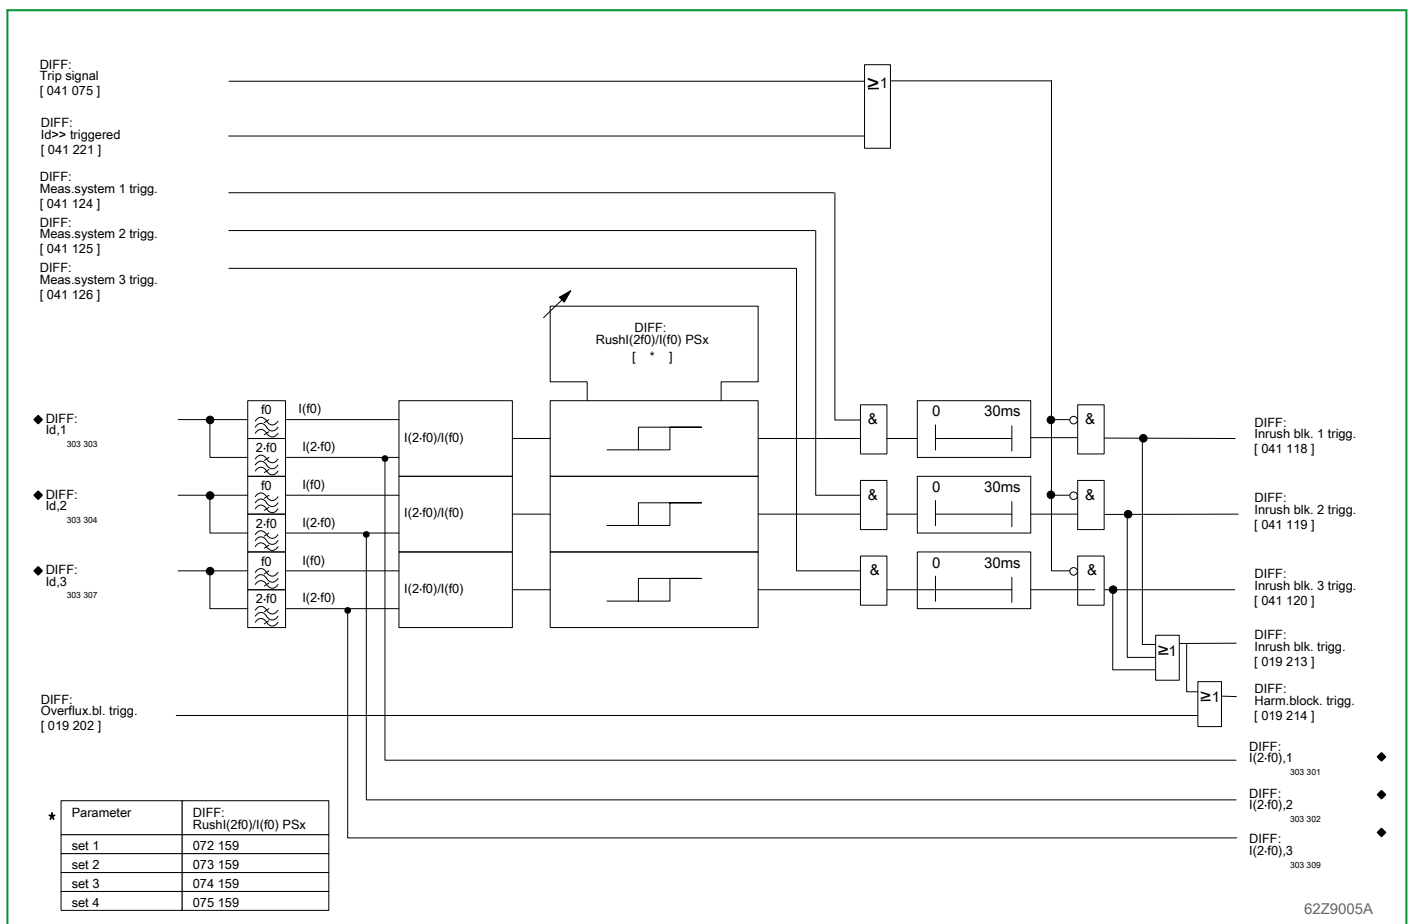 DIFF:
Trip signal
[ 041 075 ]
≥1
DIFF:
Id>> triggered
[ 041 221 ]
DIFF:
Meas.system 1 trigg.
[ 041 124 ]
DIFF:
Meas.system 2 trigg.
[ 041 125 ]
DIFF:
Meas.system 3 trigg.
[ 041 126 ]
DIFF:
RushI(2f0)/I(f0) PSx
[ * ]
DIFF:
Id,1
303 303
f0
I(f0)
2·f0
I(2·f0)
I(2·f0)/I(f0)
&
0 30ms
&
DIFF:
Inrush blk. 1 trigg.
[ 041 118 ]
DIFF:
Id,2
303 304
f0
I(f0)
2·f0
I(2·f0)
I(2·f0)/I(f0)
&
0 30ms
&
DIFF:
Inrush blk. 2 trigg.
[ 041 119 ]
DIFF:
Id,3
303 307
f0
I(f0)
2·f0
I(2·f0)
I(2·f0)/I(f0)
&
0 30ms
&
DIFF:
Inrush blk. 3 trigg.
[ 041 120 ]
≥1
DIFF:
Inrush blk. trigg.
[ 019 213 ]
DIFF:
Overflux.bl. trigg.
[ 019 202 ]
≥1
DIFF:
Harm.block. trigg.
[ 019 214 ]
DIFF:
I(2·f0),1
303 301
DIFF:
I(2·f0),2
303 302
DIFF:
I(2·f0),3
303 309
* Parameter DIFF:
RushI(2f0)/I(f0) PSx
set 1 072 159
set 2 073 159
set 3 074 159
set 4 075 159
62Z9005A